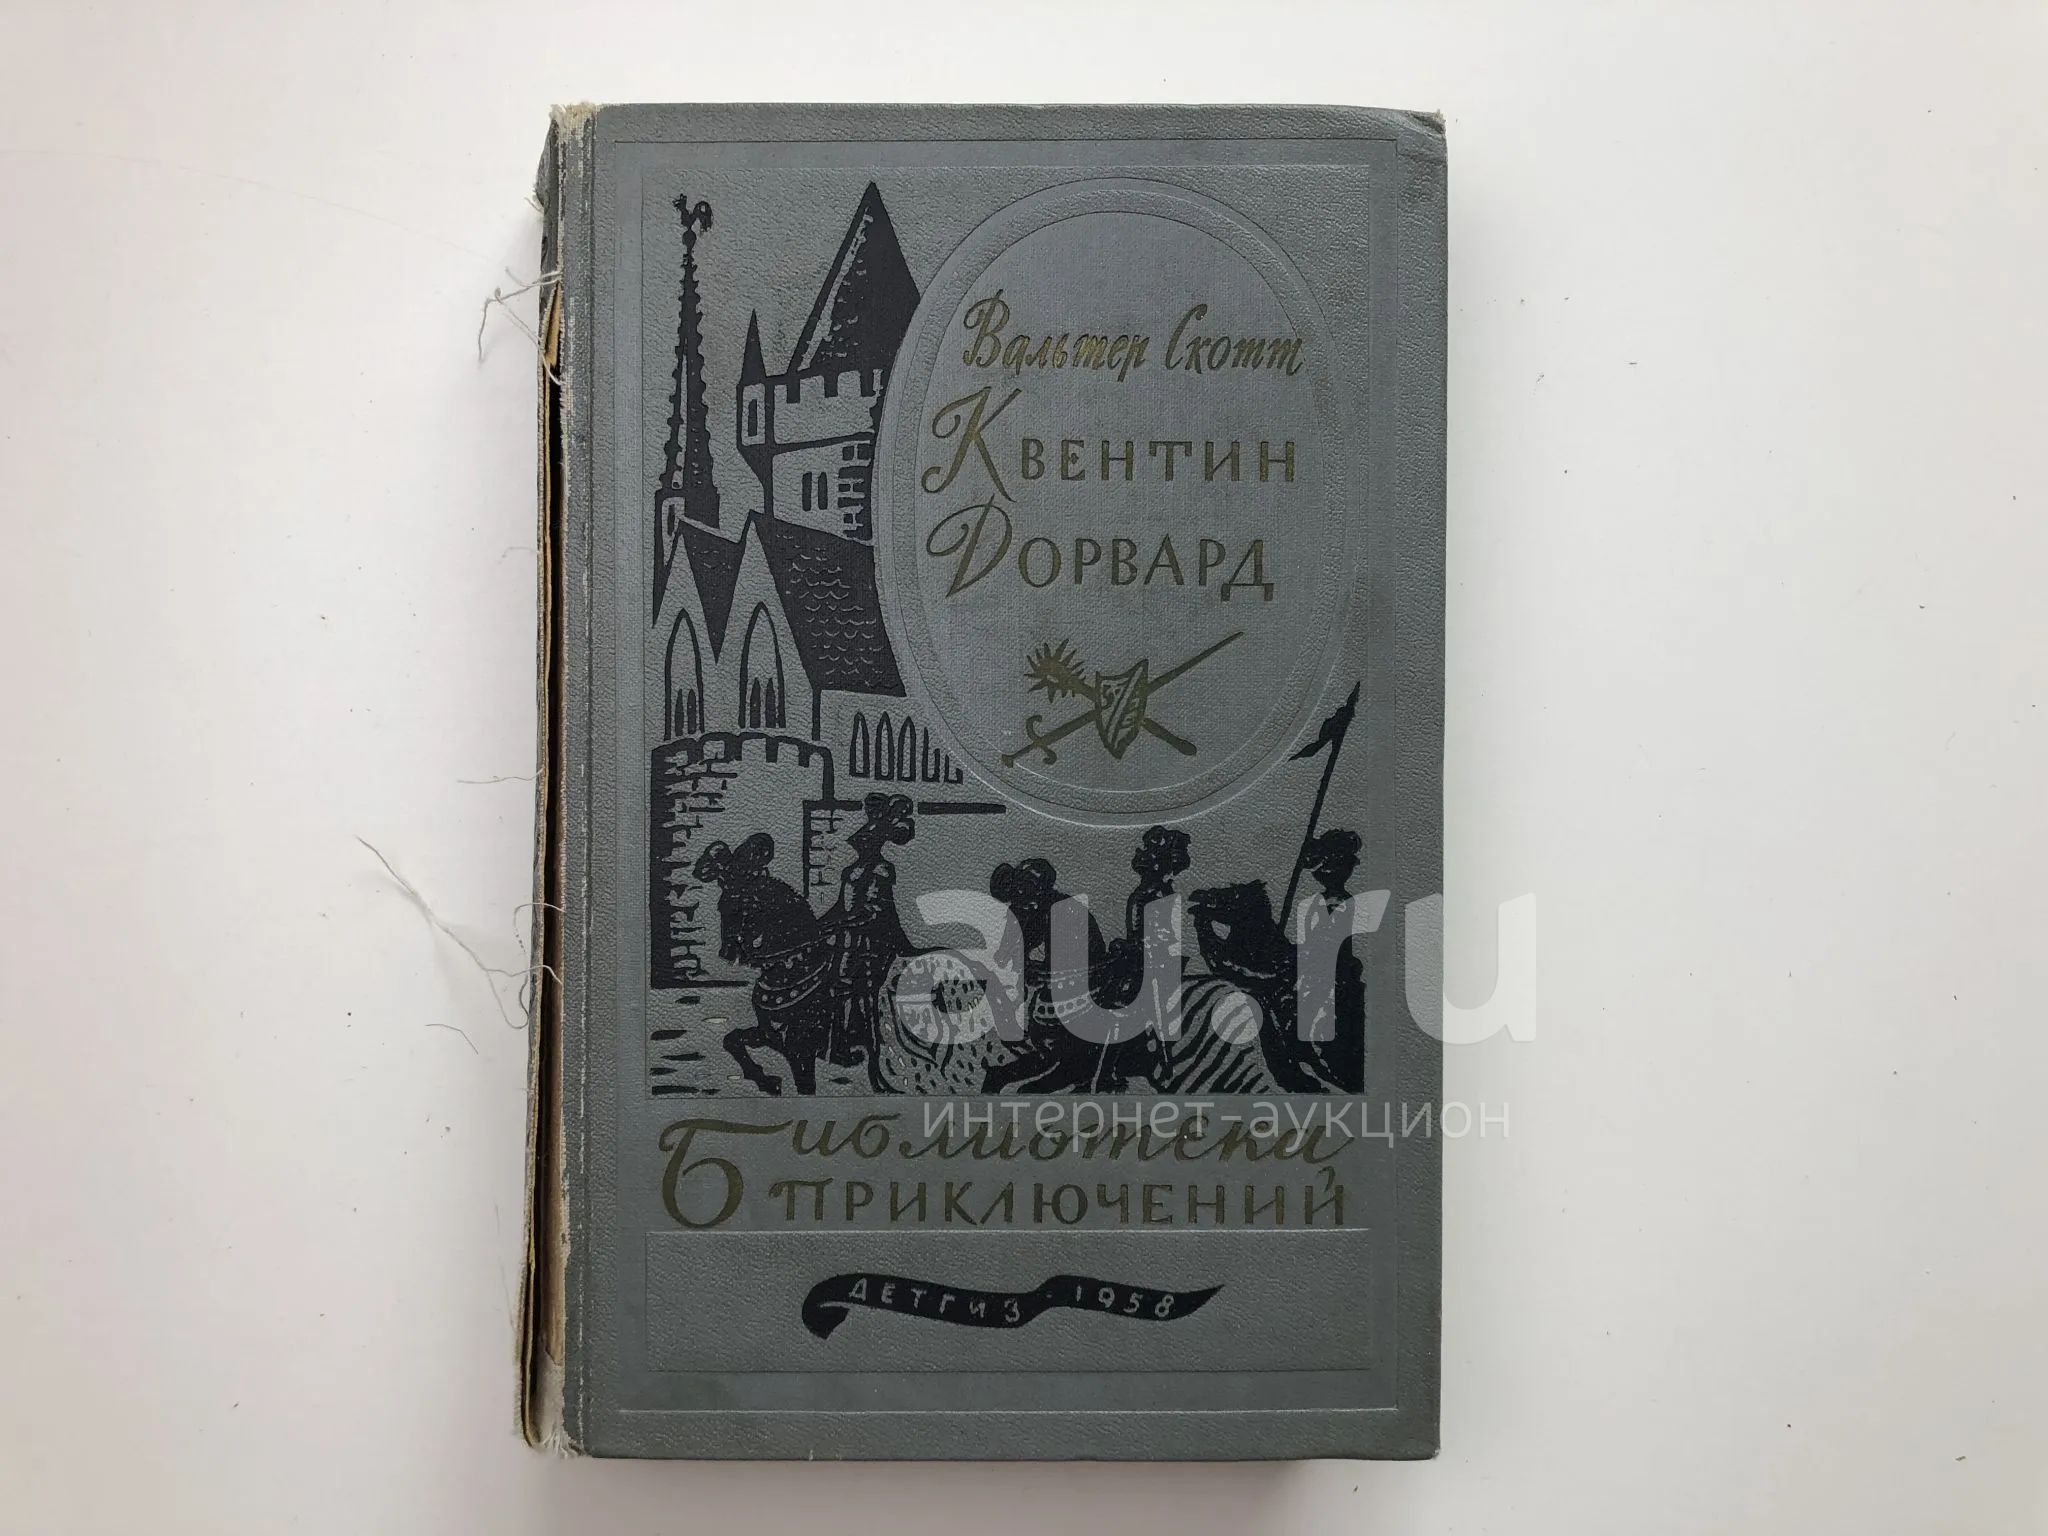 Вальтер Скотт
Квентин
Дорвард
au.ru
интернет-аукцион
Библиотека
приключений
ДЕТГИЗ · 1958